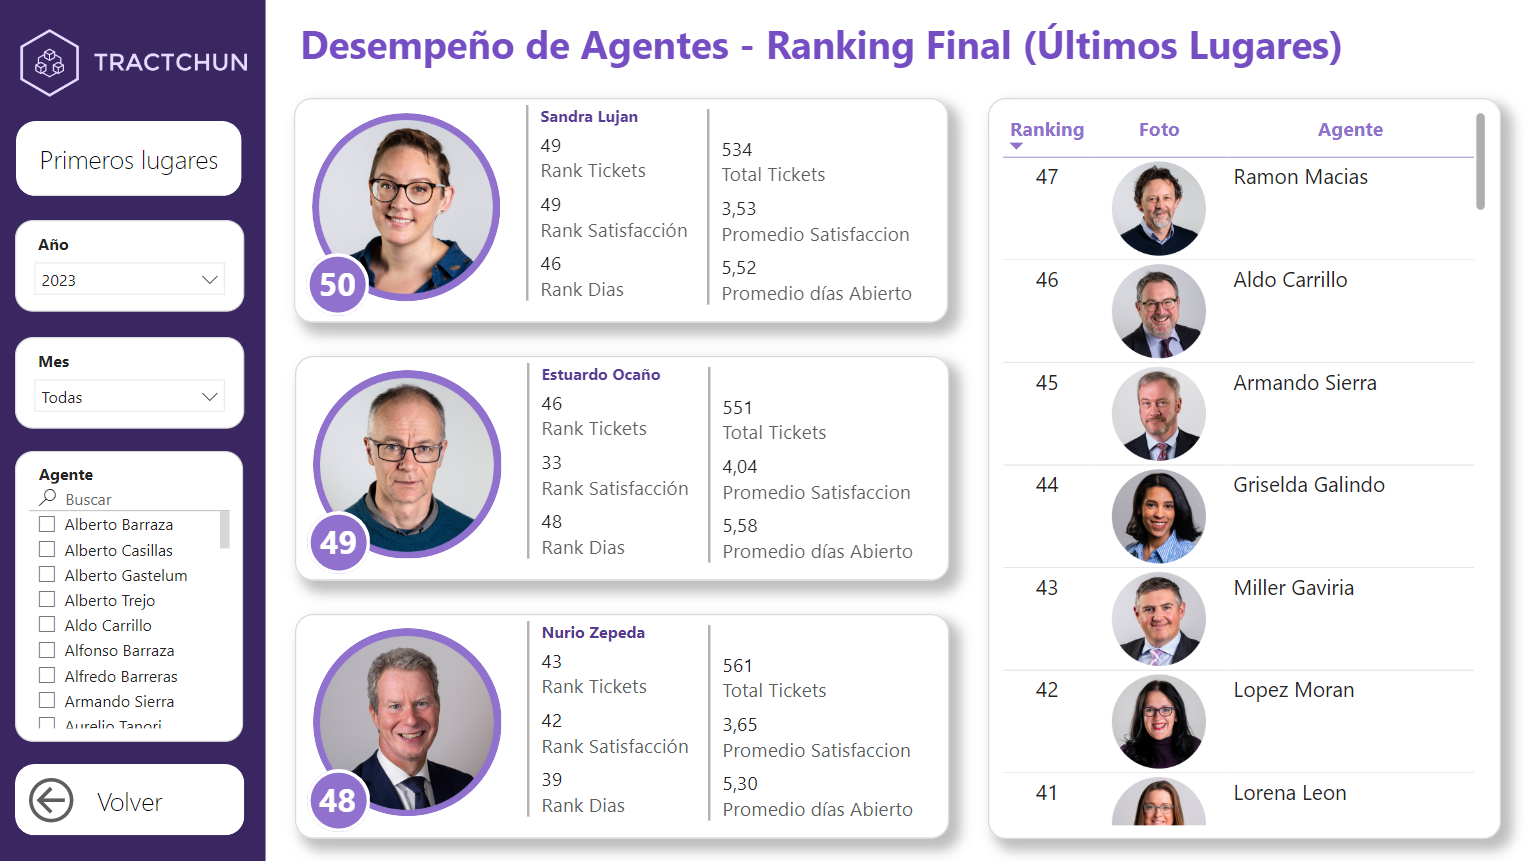 TRACTCHUN
Desempeño de Agentes - Ranking Final (Últimos Lugares)
Primeros lugares
Año
2023
Mes
Todas
Agente
Buscar
Alberto Barraza
Alberto Casillas
Alberto Gastelum
Alberto Trejo
Aldo Carrillo
Alfonso Barraza
Alfredo Barreras
Armando Sierra
Aurelio Tanori
Volver
50
Sandra Lujan
49
Rank Tickets
49
Rank Satisfacción
46
Rank Dias
534
Total Tickets
3,53
Promedio Satisfaccion
5,52
Promedio días Abierto
49
Estuardo Ocaño
46
Rank Tickets
33
Rank Satisfacción
48
Rank Dias
551
Total Tickets
4,04
Promedio Satisfaccion
5,58
Promedio días Abierto
48
Nurio Zepeda
43
Rank Tickets
42
Rank Satisfacción
39
Rank Dias
561
Total Tickets
3,65
Promedio Satisfaccion
5,30
Promedio días Abierto
Ranking Foto Agente
47 Ramon Macias
46 Aldo Carrillo
45 Armando Sierra
44 Griselda Galindo
43 Miller Gaviria
42 Lopez Moran
41 Lorena Leon